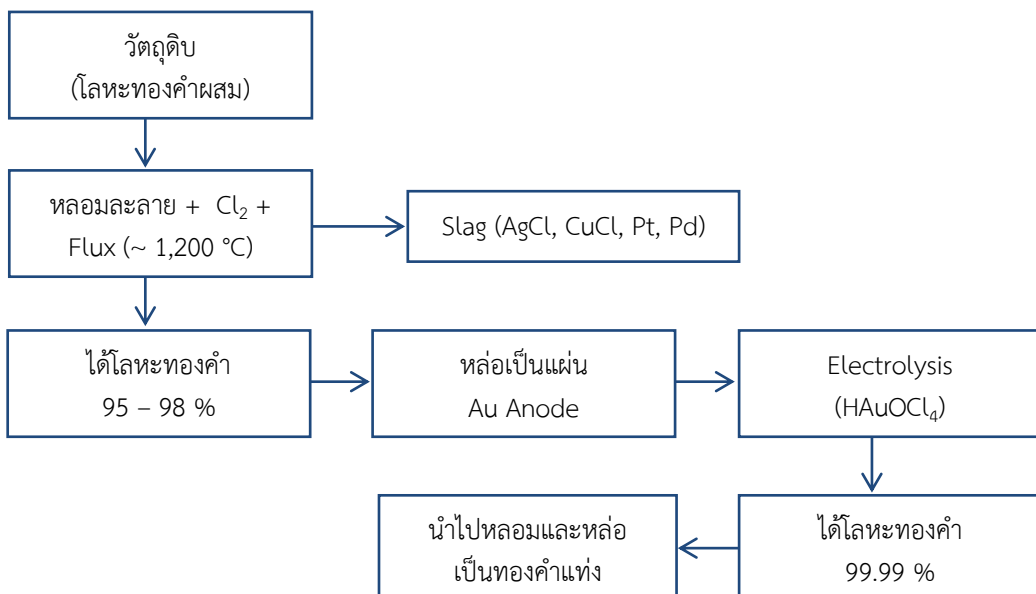 วัตถุดิบ
(โลหะทองคำผสม)
หลอมละลาย + Cl₂ +
Flux (~ 1,200 °C)
Slag (AgCl, CuCl, Pt, Pd)
ได้โลหะทองคำ
95 – 98 %
หล่อเป็นแผ่น
Au Anode
Electrolysis
(HAuOCl₄)
ได้โลหะทองคำ
99.99 %
นำไปหลอมและหล่อ
เป็นทองคำแท่ง